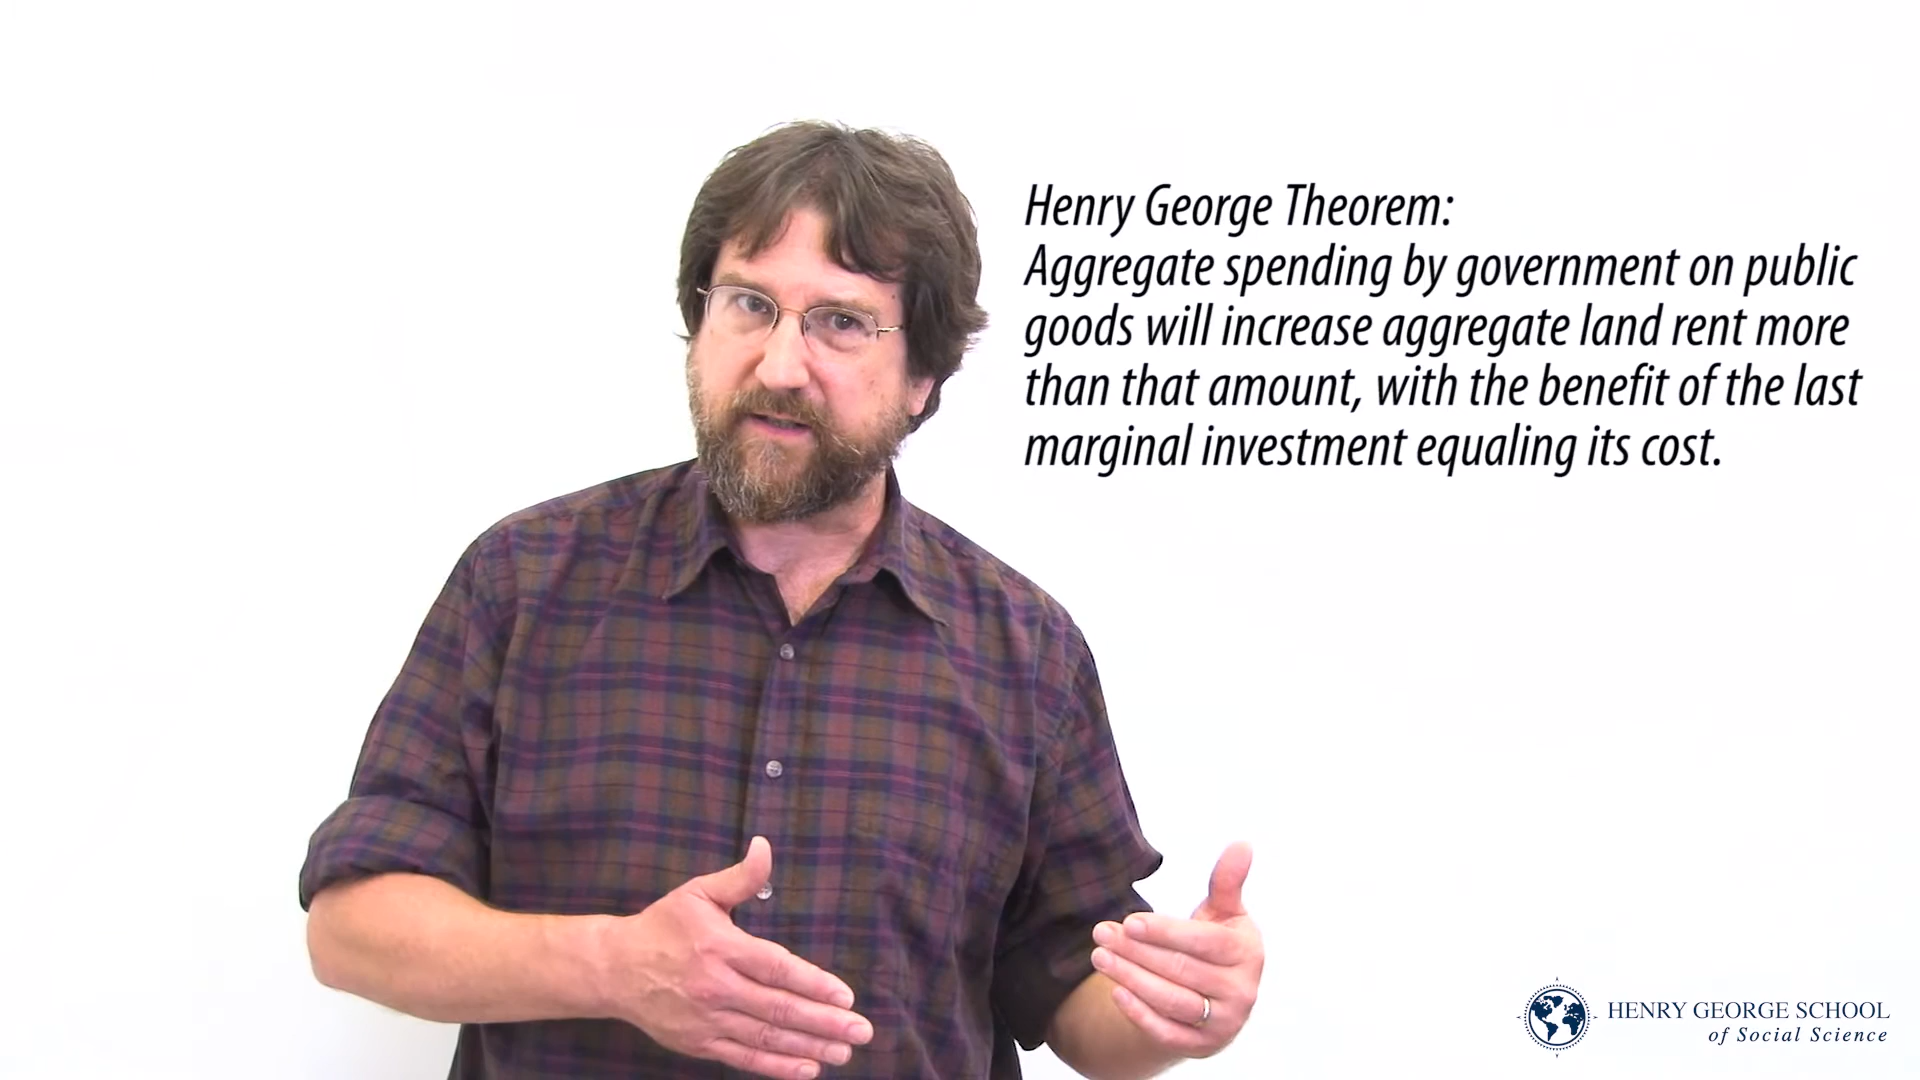 Henry George Theorem:
Aggregate spending by government on public
goods will increase aggregate land rent more
than that amount, with the benefit of the last
marginal investment equaling its cost.
HENRY GEORGE SCHOOL
of Social Science